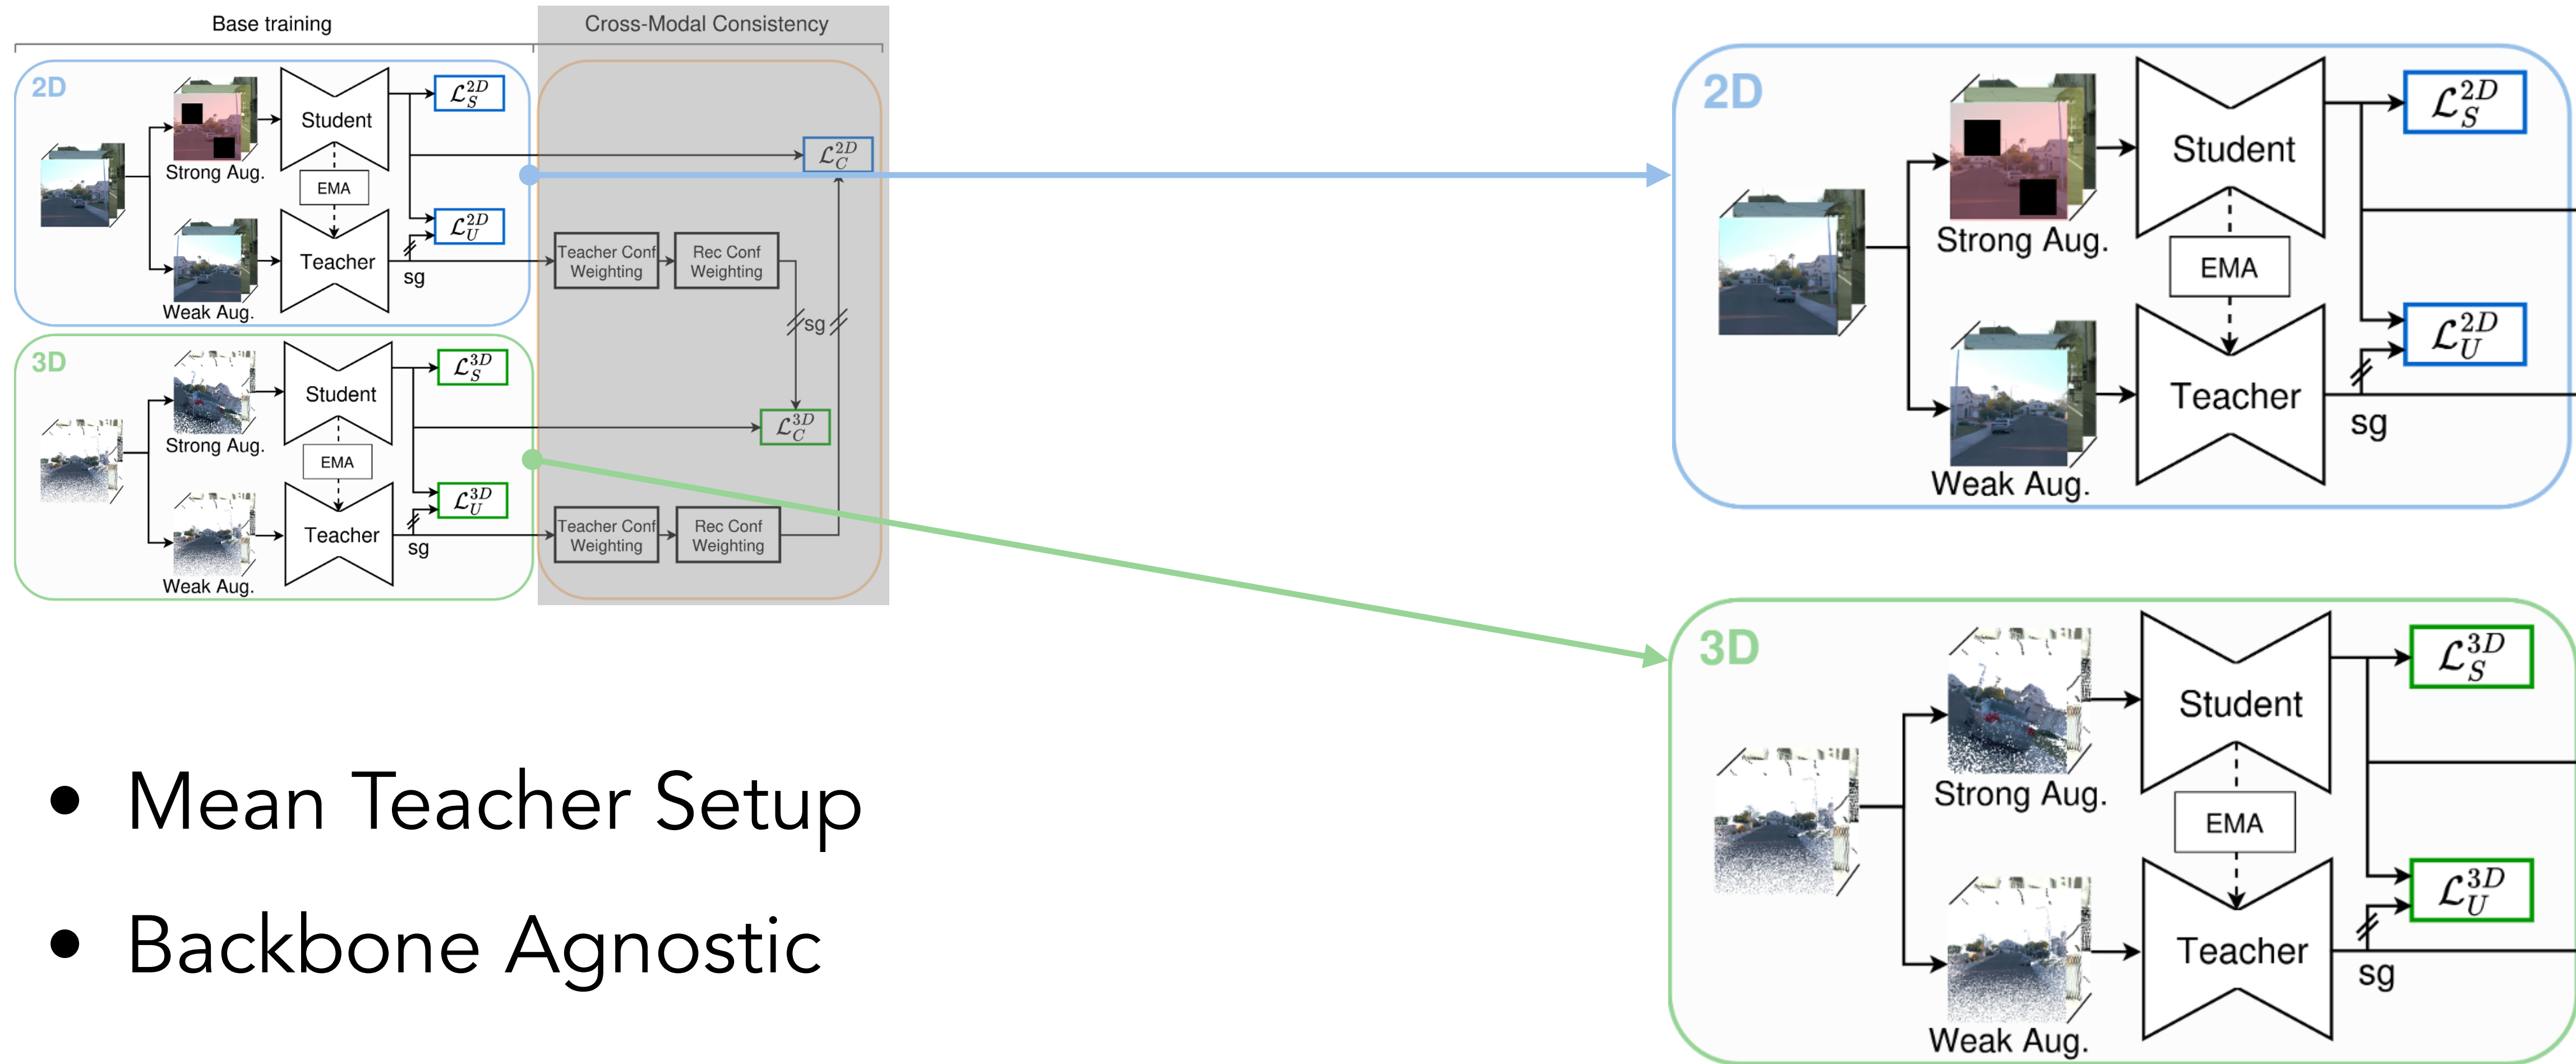 Base training
Cross-Modal Consistency
2D
Strong Aug.
Weak Aug.
Student
EMA
Teacher
sg
$\mathcal{L}_S^{2D}$
$\mathcal{L}_U^{2D}$
$\mathcal{L}_C^{2D}$
Teacher Conf
Weighting
Rec Conf
Weighting
sg
3D
Strong Aug.
Weak Aug.
Student
EMA
Teacher
sg
$\mathcal{L}_S^{3D}$
$\mathcal{L}_U^{3D}$
$\mathcal{L}_C^{3D}$
Teacher Conf
Weighting
Rec Conf
Weighting
• Mean Teacher Setup
• Backbone Agnostic
2D
Strong Aug.
Weak Aug.
Student
EMA
Teacher
sg
$\mathcal{L}_S^{2D}$
$\mathcal{L}_U^{2D}$
3D
Strong Aug.
Weak Aug.
Student
EMA
Teacher
sg
$\mathcal{L}_S^{3D}$
$\mathcal{L}_U^{3D}$